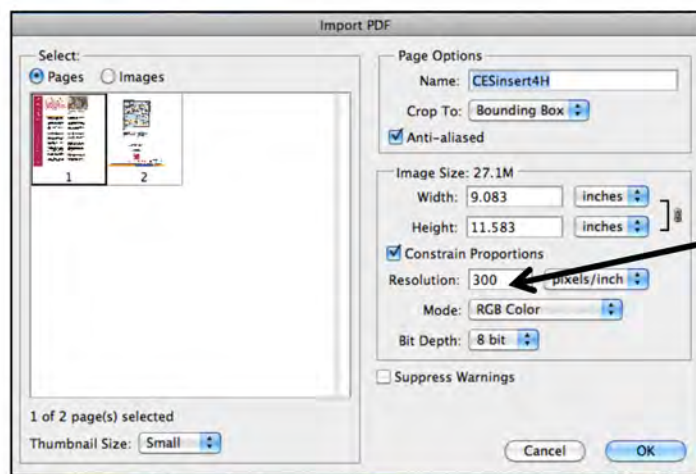 Import PDF
Select:
Pages Images
1 2
1 of 2 page(s) selected
Thumbnail Size: Small
Page Options
Name: CESinsert4H
Crop To: Bounding Box
Anti-aliased
Image Size: 27.1M
Width: 9.083 inches
Height: 11.583 inches
Constrain Proportions
Resolution: 300 pixels/inch
Mode: RGB Color
Bit Depth: 8 bit
Suppress Warnings
Cancel OK